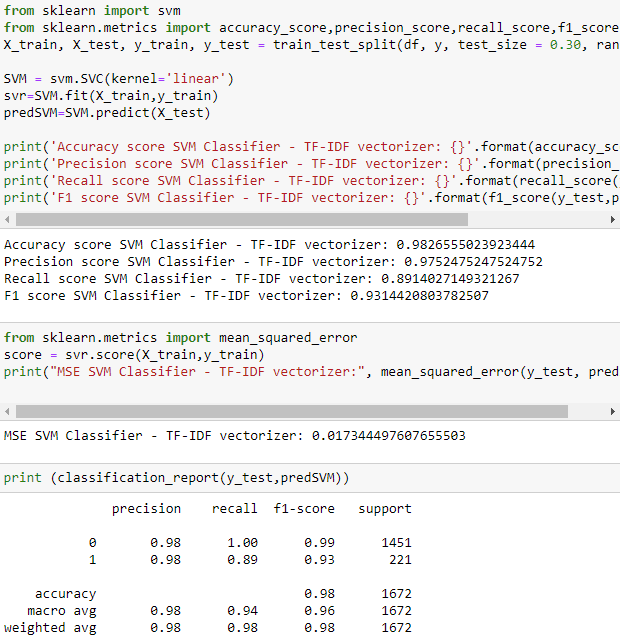 from sklearn import svm
from sklearn.metrics import accuracy_score,precision_score,recall_score,f1_score
X_train, X_test, y_train, y_test = train_test_split(df, y, test_size = 0.30, ran
SVM = svm.SVC(kernel='linear')
svr=SVM.fit(X_train,y_train)
predSVM=SVM.predict(X_test)
print('Accuracy score SVM Classifier - TF-IDF vectorizer: {}'.format(accuracy_sc
print('Precision score SVM Classifier - TF-IDF vectorizer: {}'.format(precision_
print('Recall score SVM Classifier - TF-IDF vectorizer: {}'.format(recall_score(
print('F1 score SVM Classifier - TF-IDF vectorizer: {}'.format(f1_score(y_test,p
Accuracy score SVM Classifier - TF-IDF vectorizer: 0.9826555023923444
Precision score SVM Classifier - TF-IDF vectorizer: 0.9752475247524752
Recall score SVM Classifier - TF-IDF vectorizer: 0.8914027149321267
F1 score SVM Classifier - TF-IDF vectorizer: 0.9314420803782507
from sklearn.metrics import mean_squared_error
score = svr.score(X_train,y_train)
print("MSE SVM Classifier - TF-IDF vectorizer:", mean_squared_error(y_test, pred
MSE SVM Classifier - TF-IDF vectorizer: 0.017344497607655503
print (classification_report(y_test,predSVM))
precision recall f1-score support
0 0.98 1.00 0.99 1451
1 0.98 0.89 0.93 221
accuracy 0.98 1672
macro avg 0.98 0.94 0.96 1672
weighted avg 0.98 0.98 0.98 1672